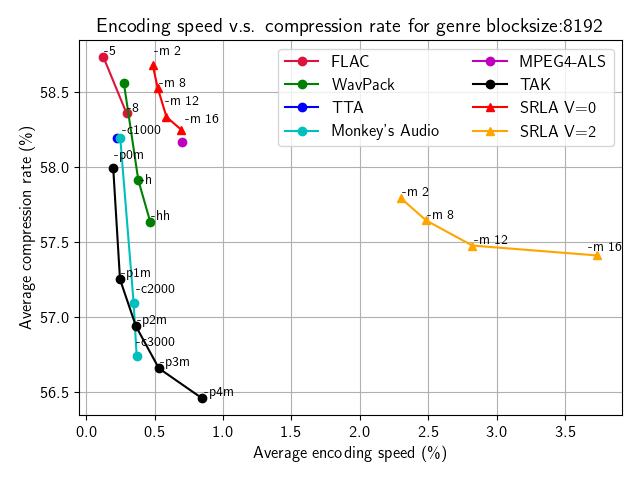 Encoding speed v.s. compression rate for genre blocksize:8192
Average compression rate (%)
58.5
58.0
57.5
57.0
56.5
FLAC
WavPack
TTA
Monkey's Audio
MPEG4-ALS
TAK
SRLA V=0
SRLA V=2
-5
-8
-h
-hh
-c1000
-c2000
-c3000
-p0m
-p1m
-p2m
-p3m
-p4m
-m 2
-m 8
-m 12
-m 16
-m 2
-m 8
-m 12
-m 16
0.0 0.5 1.0 1.5 2.0 2.5 3.0 3.5
Average encoding speed (%)